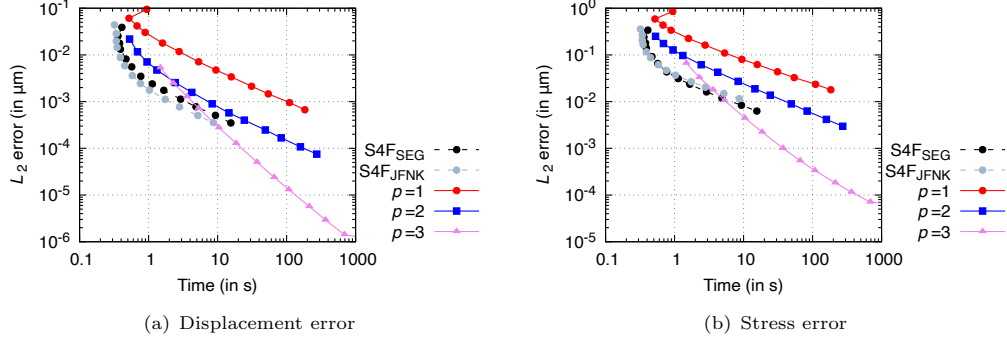 10⁻¹
10⁻²
10⁻³
10⁻⁴
10⁻⁵
10⁻⁶
L₂ error (in µm)
0.1 1 10 100 1000
Time (in s)
S4F_SEG
S4F_JFNK
p=1
p=2
p=3
(a) Displacement error
10⁰
10⁻¹
10⁻²
10⁻³
10⁻⁴
10⁻⁵
L₂ error (in µm)
0.1 1 10 100 1000
Time (in s)
S4F_SEG
S4F_JFNK
p=1
p=2
p=3
(b) Stress error